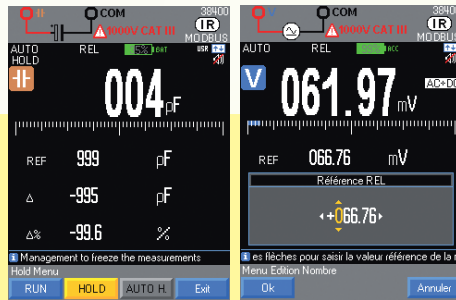 COM
38400
IR
1000V CAT III
MODBUS
AUTO
REL
BAT
USR
HOLD
004 pF
REF 999 pF
Δ -995 pF
Δ% -99.6 %
Management to freeze the measurements
Hold Menu
RUN HOLD AUTO H. Exit
V
COM
38400
IR
1000V CAT III
MODBUS
AUTO
REL
ACC
V
061.97 mV
AC+DC
REF 066.76 mV
Référence REL
+066.76
es flèches pour saisir la valeur référence de la
Menu Edition Nombre
Ok Annuler